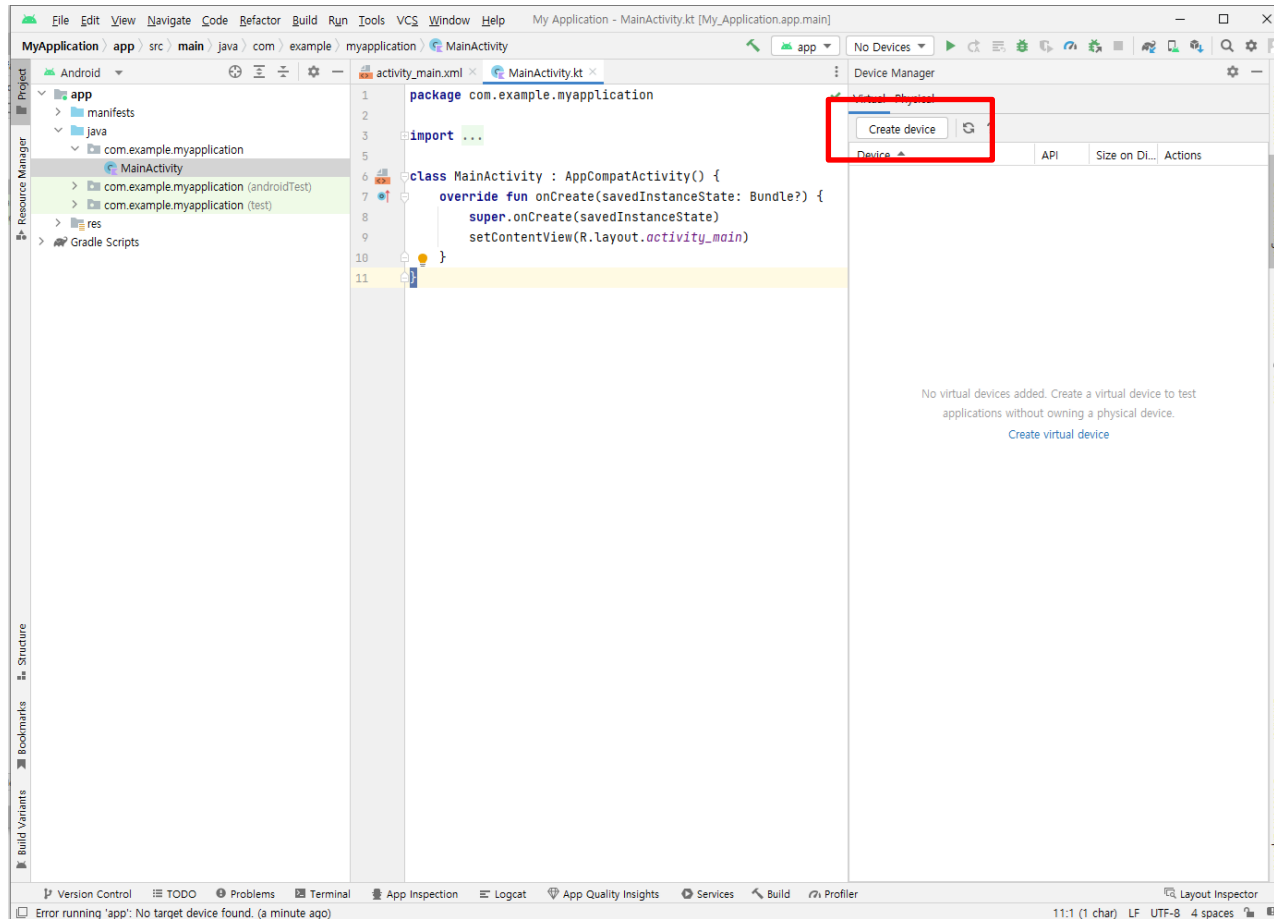 File Edit View Navigate Code Refactor Build Run Tools VCS Window Help My Application - MainActivity.kt [My_Application.app.main]
MyApplication app src main java com example myapplication MainActivity app No Devices
Project
Resource Manager
Structure
Bookmarks
Build Variants
Android
app
manifests
java
com.example.myapplication
MainActivity
com.example.myapplication (androidTest)
com.example.myapplication (test)
res
Gradle Scripts
activity_main.xml MainActivity.kt
1 package com.example.myapplication
2
3 import ...
5
6 class MainActivity : AppCompatActivity() {
7 override fun onCreate(savedInstanceState: Bundle?) {
8 super.onCreate(savedInstanceState)
9 setContentView(R.layout.activity_main)
10 }
11 }
Device Manager
Virtual Physical
Create device
Device API Size on Di... Actions
No virtual devices added. Create a virtual device to test
applications without owning a physical device.
Create virtual device
Version Control TODO Problems Terminal App Inspection Logcat App Quality Insights Services Build Profiler Layout Inspector
Error running 'app': No target device found. (a minute ago) 11:1 (1 char) LF UTF-8 4 spaces